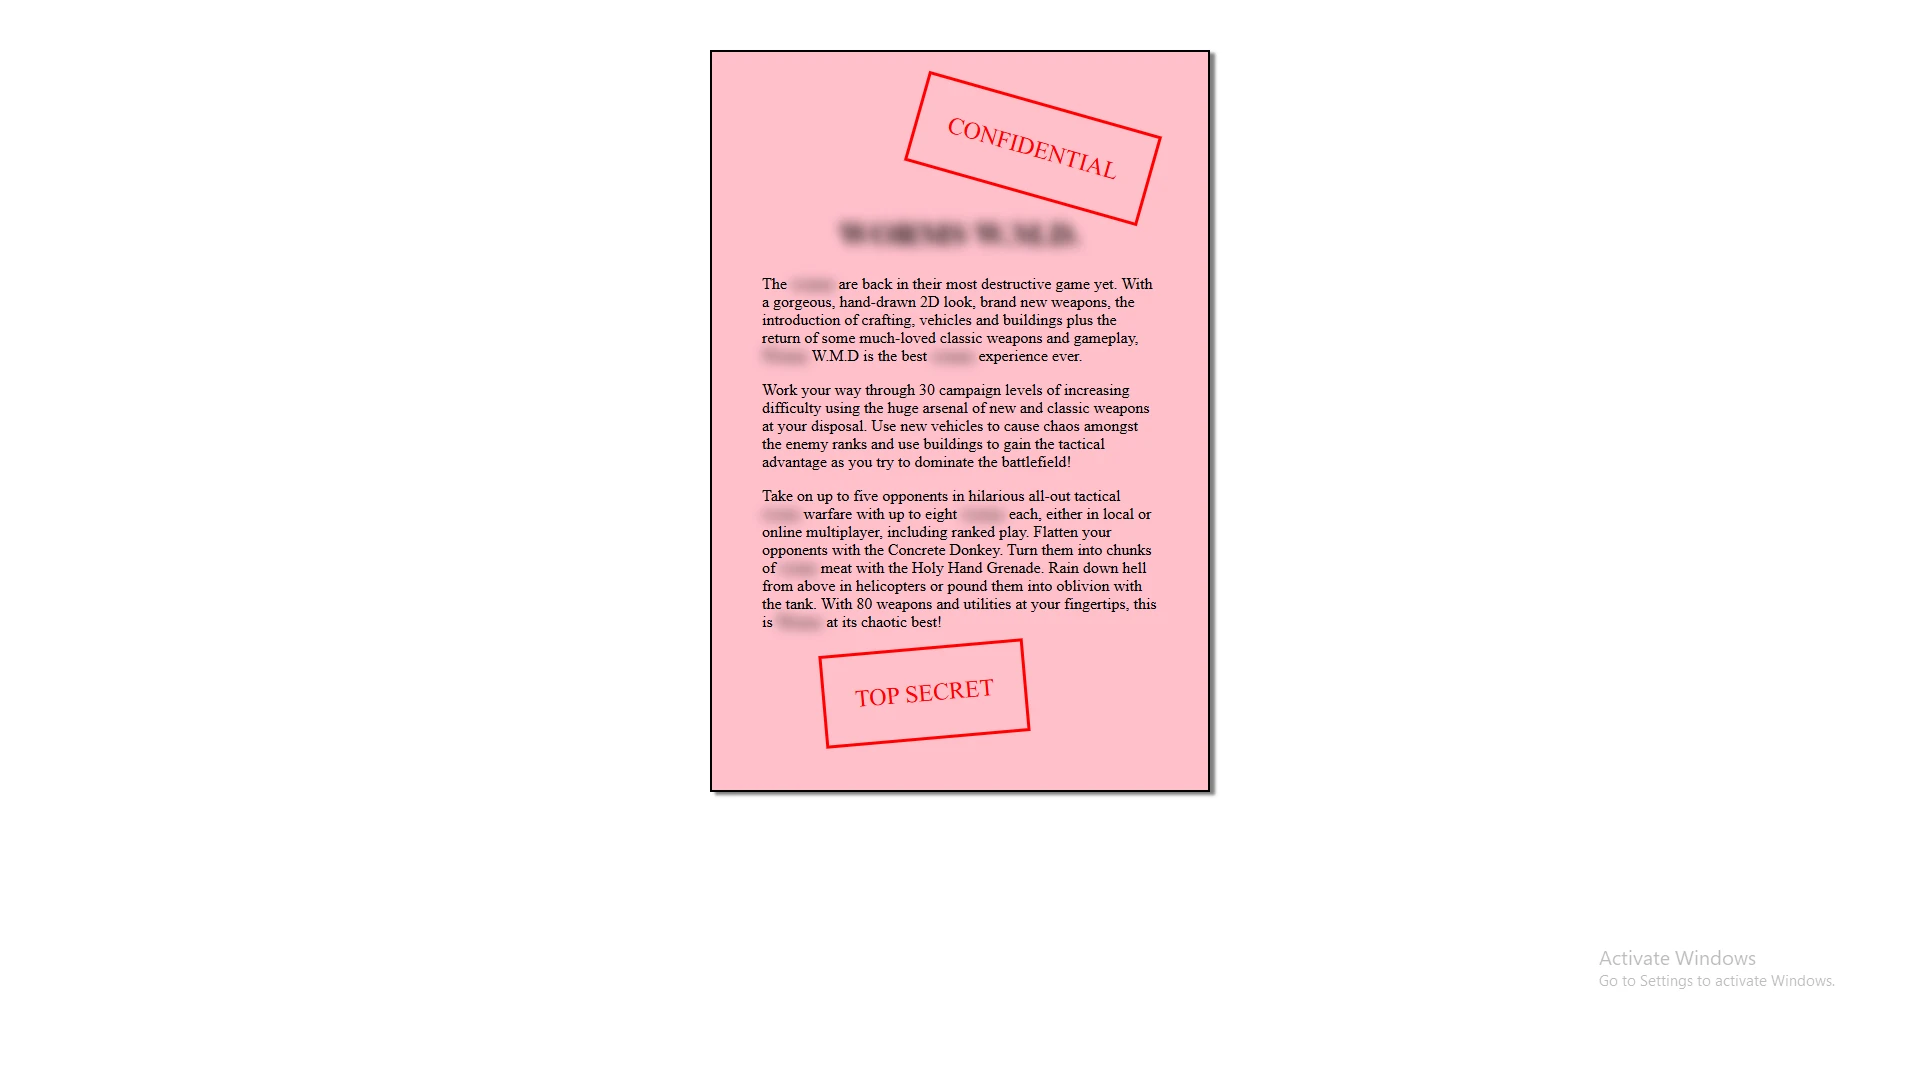 CONFIDENTIAL
WORMS W.M.D.
The are back in their most destructive game yet. With
a gorgeous, hand-drawn 2D look, brand new weapons, the
introduction of crafting, vehicles and buildings plus the
return of some much-loved classic weapons and gameplay,
W.M.D is the best experience ever.
Work your way through 30 campaign levels of increasing
difficulty using the huge arsenal of new and classic weapons
at your disposal. Use new vehicles to cause chaos amongst
the enemy ranks and use buildings to gain the tactical
advantage as you try to dominate the battlefield!
Take on up to five opponents in hilarious all-out tactical
warfare with up to eight each, either in local or
online multiplayer, including ranked play. Flatten your
opponents with the Concrete Donkey. Turn them into chunks
of meat with the Holy Hand Grenade. Rain down hell
from above in helicopters or pound them into oblivion with
the tank. With 80 weapons and utilities at your fingertips, this
is at its chaotic best!
TOP SECRET
Activate Windows
Go to Settings to activate Windows.